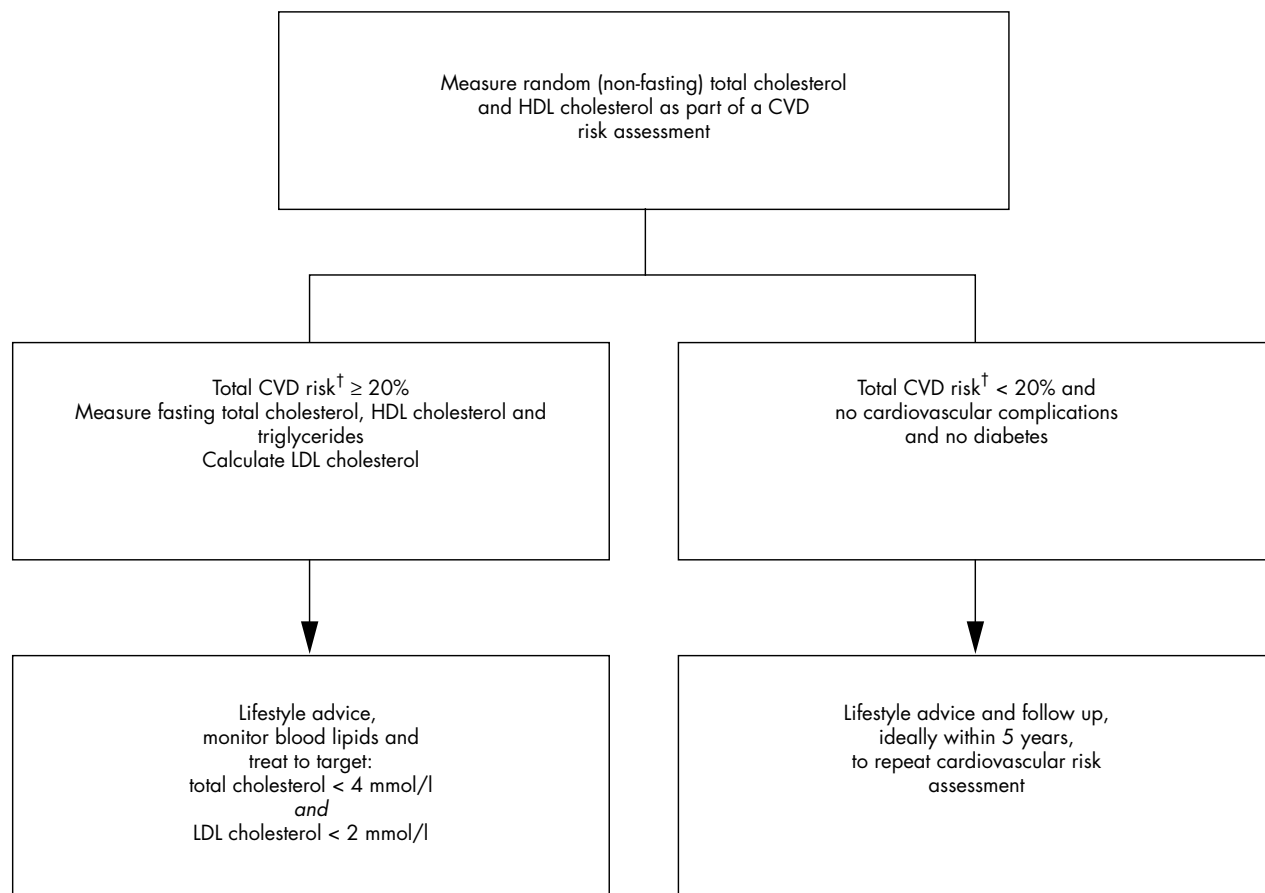 Measure random (non-fasting) total cholesterol
and HDL cholesterol as part of a CVD
risk assessment
Total CVD risk† ≥ 20%
Measure fasting total cholesterol, HDL cholesterol and
triglycerides
Calculate LDL cholesterol
Total CVD risk† < 20% and
no cardiovascular complications
and no diabetes
Lifestyle advice,
monitor blood lipids and
treat to target:
total cholesterol < 4 mmol/l
and
LDL cholesterol < 2 mmol/l
Lifestyle advice and follow up,
ideally within 5 years,
to repeat cardiovascular risk
assessment